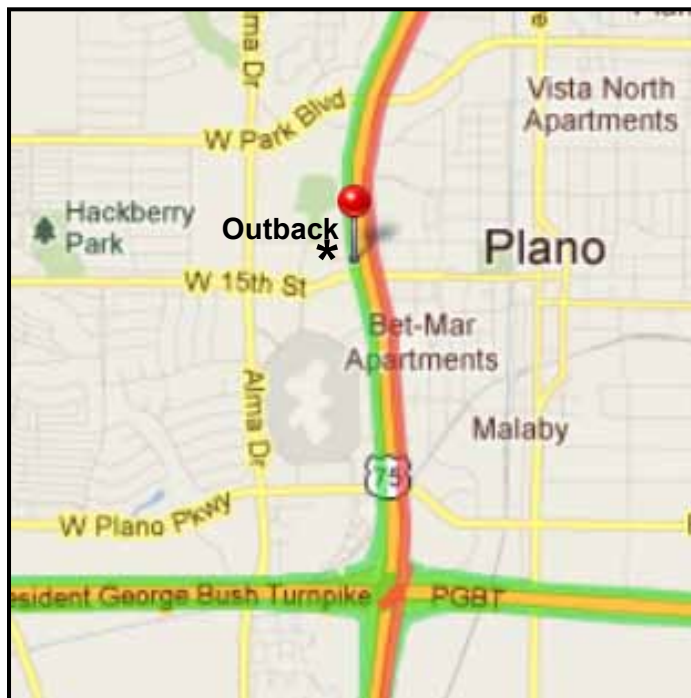 ma Dr
Plan
e
Vista North
Apartments
W Park Blvd
Hackberry
Park
Outback
*
Plano
W 15th St
Bet-Mar
Apartments
Alma Dr
Malaby
75
W Plano Pkwy
esident George Bush Turnpike
PGBT